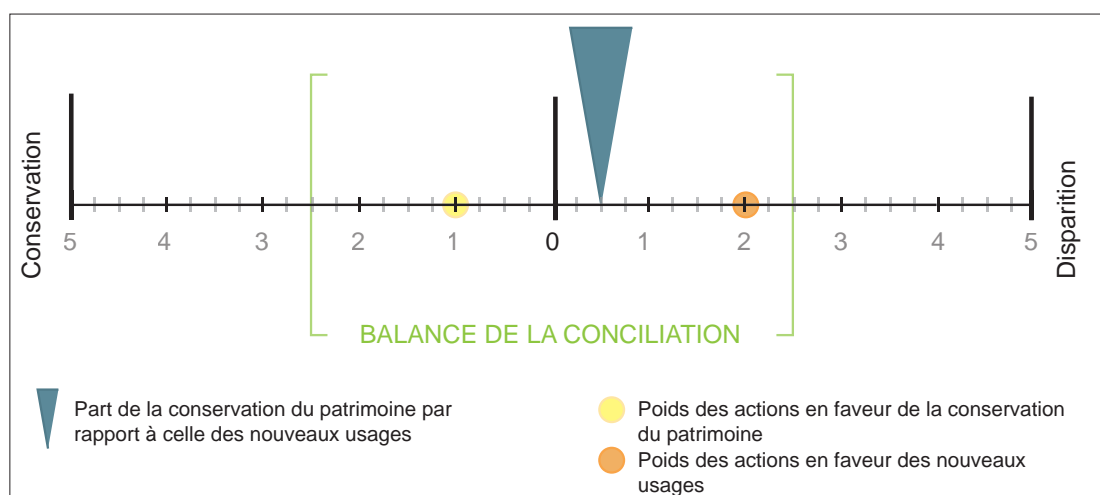 Conservation
5 4 3 2 1 0 1 2 3 4 5
Disparition
BALANCE DE LA CONCILIATION
Part de la conservation du patrimoine par
rapport à celle des nouveaux usages
Poids des actions en faveur de la conservation
du patrimoine
Poids des actions en faveur des nouveaux
usages